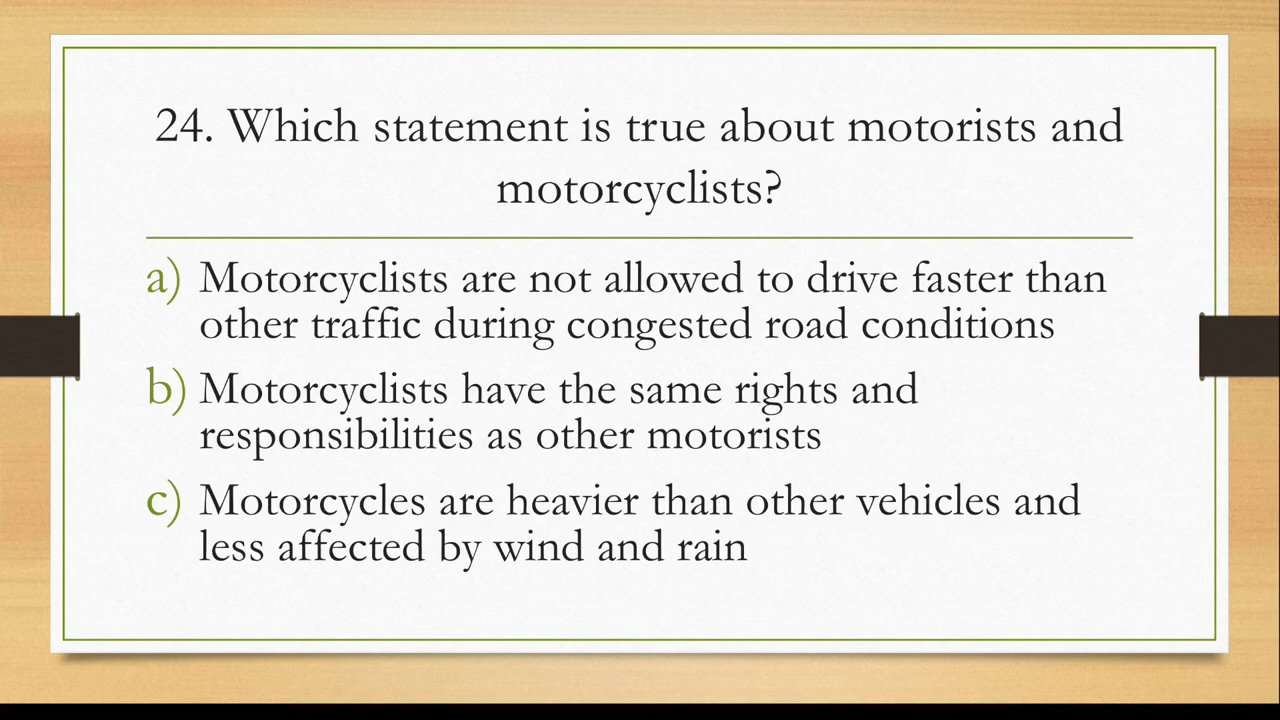 24. Which statement is true about motorists and
motorcyclists?
a) Motorcyclists are not allowed to drive faster than
other traffic during congested road conditions
b) Motorcyclists have the same rights and
responsibilities as other motorists
c) Motorcycles are heavier than other vehicles and
less affected by wind and rain